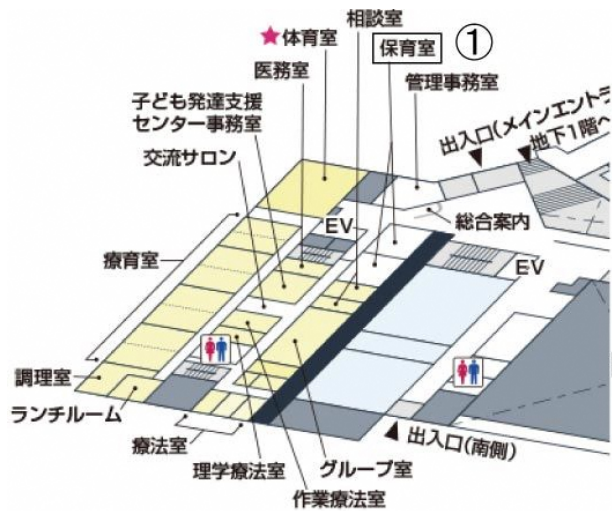 相談室
★体育室
保育室
①
医務室
管理事務室
子ども発達支援
センター事務室
出入口(メインエントラ
地下1階へ
交流サロン
EV
総合案内
療育室
EV
調理室
ランチルーム
療法室
出入口(南側)
理学療法室
グループ室
作業療法室